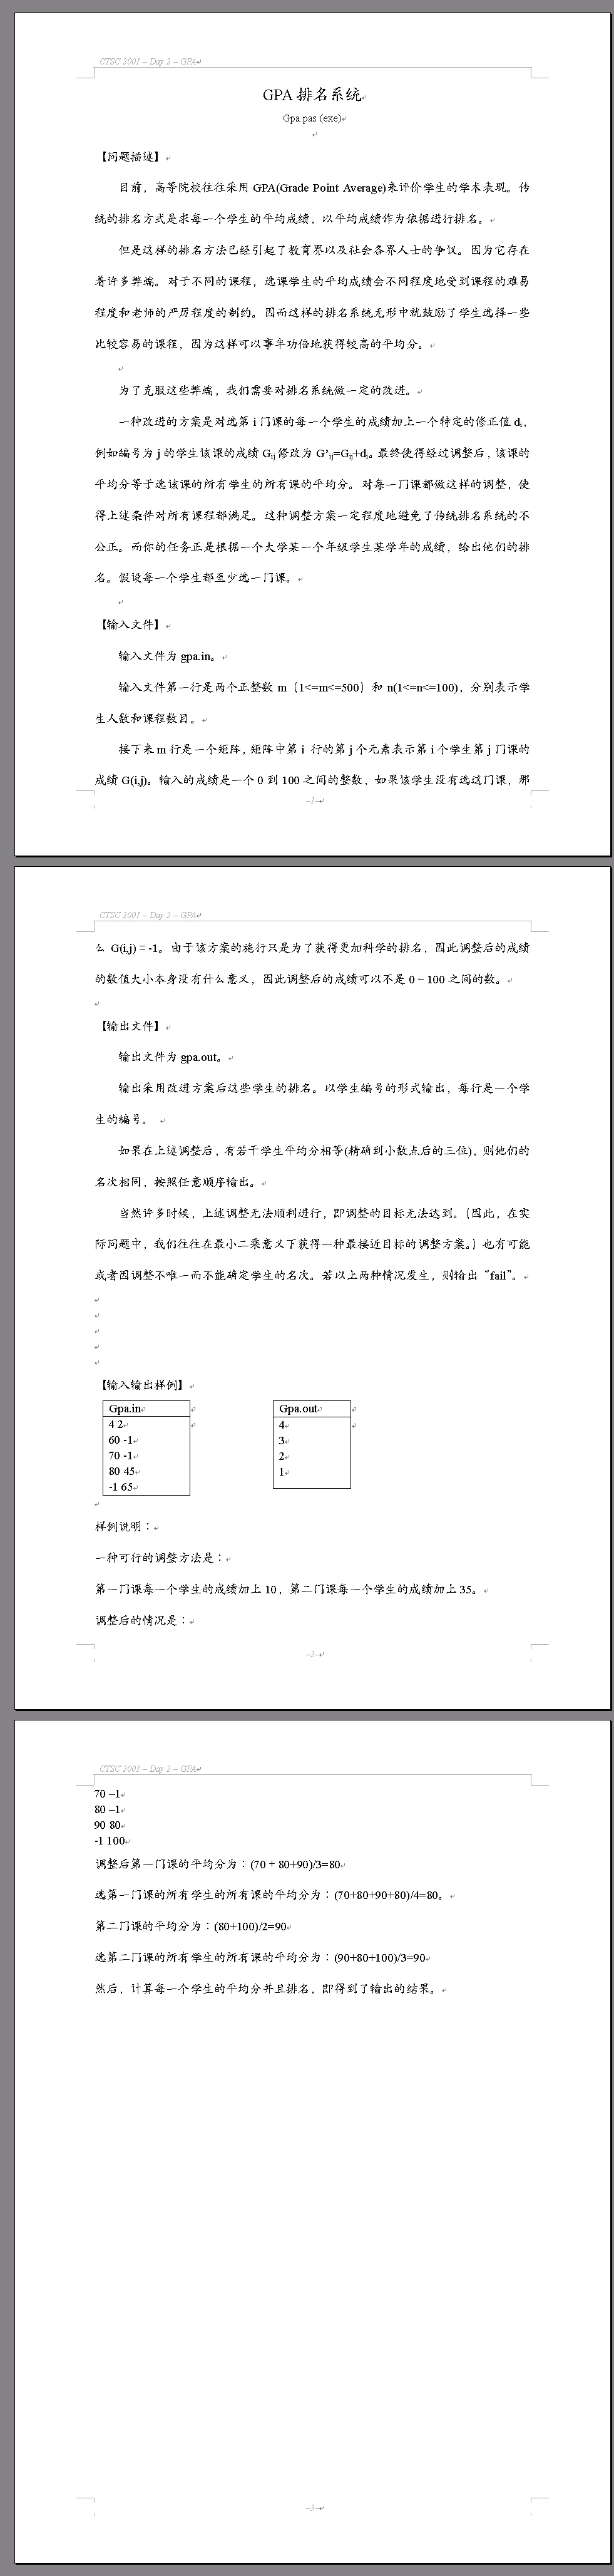 CTSC 2001 – Day 2 – GPA
GPA 排名系统
Gpa.pas (exe)
【问题描述】
目前，高等院校往往采用 GPA(Grade Point Average)来评价学生的学术表现。传
统的排名方式是求每一个学生的平均成绩，以平均成绩作为依据进行排名。
但是这样的排名方法已经引起了教育界以及社会各界人士的争议。因为它存在
着许多弊端。对于不同的课程，选课学生的平均成绩会不同程度地受到课程的难易
程度和老师的严厉程度的制约。因而这样的排名系统无形中就鼓励了学生选择一些
比较容易的课程，因为这样可以事半功倍地获得较高的平均分。
为了克服这些弊端，我们需要对排名系统做一定的改进。
一种改进的方案是对选第 i 门课的每一个学生的成绩加上一个特定的修正值 di,
例如编号为 j 的学生该课的成绩 Gij 修改为 G'ij=Gij+di。最终使得经过调整后，该课的
平均分等于选该课的所有学生的所有课的平均分。对每一门课都做这样的调整，使
得上述条件对所有课程都满足。这种调整方案一定程度地避免了传统排名系统的不
公正。而你的任务正是根据一个大学某一个年级学生某学年的成绩，给出他们的排
名。假设每一个学生都至少选一门课。
【输入文件】
输入文件为 gpa.in。
输入文件第一行是两个正整数 m（1<=m<=500）和 n(1<=n<=100)，分别表示学
生人数和课程数目。
接下来 m 行是一个矩阵，矩阵中第 i 行的第 j 个元素表示第 i 个学生第 j 门课的
成绩 G(i,j)。输入的成绩是一个 0 到 100 之间的整数，如果该学生没有选这门课，那
–1–
CTSC 2001 – Day 2 – GPA
么 G(i,j) = -1。由于该方案的施行只是为了获得更加科学的排名，因此调整后的成绩
的数值大小本身没有什么意义，因此调整后的成绩可以不是 0 – 100 之间的数。
【输出文件】
输出文件为 gpa.out。
输出采用改进方案后这些学生的排名。以学生编号的形式输出，每行是一个学
生的编号。
如果在上述调整后，有若干学生平均分相等(精确到小数点后的三位)，则他们的
名次相同，按照任意顺序输出。
当然许多时候，上述调整无法顺利进行，即调整的目标无法达到。（因此，在实
际问题中，我们往往在最小二乘意义下获得一种最接近目标的调整方案。）也有可能
或者因调整不唯一而不能确定学生的名次。若以上两种情况发生，则输出“fail”。
【输入输出样例】
Gpa.in
4 2
60 -1
70 -1
80 45
-1 65
Gpa.out
4
3
2
1
样例说明：
一种可行的调整方法是：
第一门课每一个学生的成绩加上 10，第二门课每一个学生的成绩加上 35。
调整后的情况是：
–2–
CTSC 2001 – Day 2 – GPA
70 –1
80 –1
90 80
-1 100
调整后第一门课的平均分为：(70 + 80+90)/3=80
选第一门课的所有学生的所有课的平均分为：(70+80+90+80)/4=80。
第二门课的平均分为：(80+100)/2=90
选第二门课的所有学生的所有课的平均分为：(90+80+100)/3=90
然后，计算每一个学生的平均分并且排名，即得到了输出的结果。
–3–